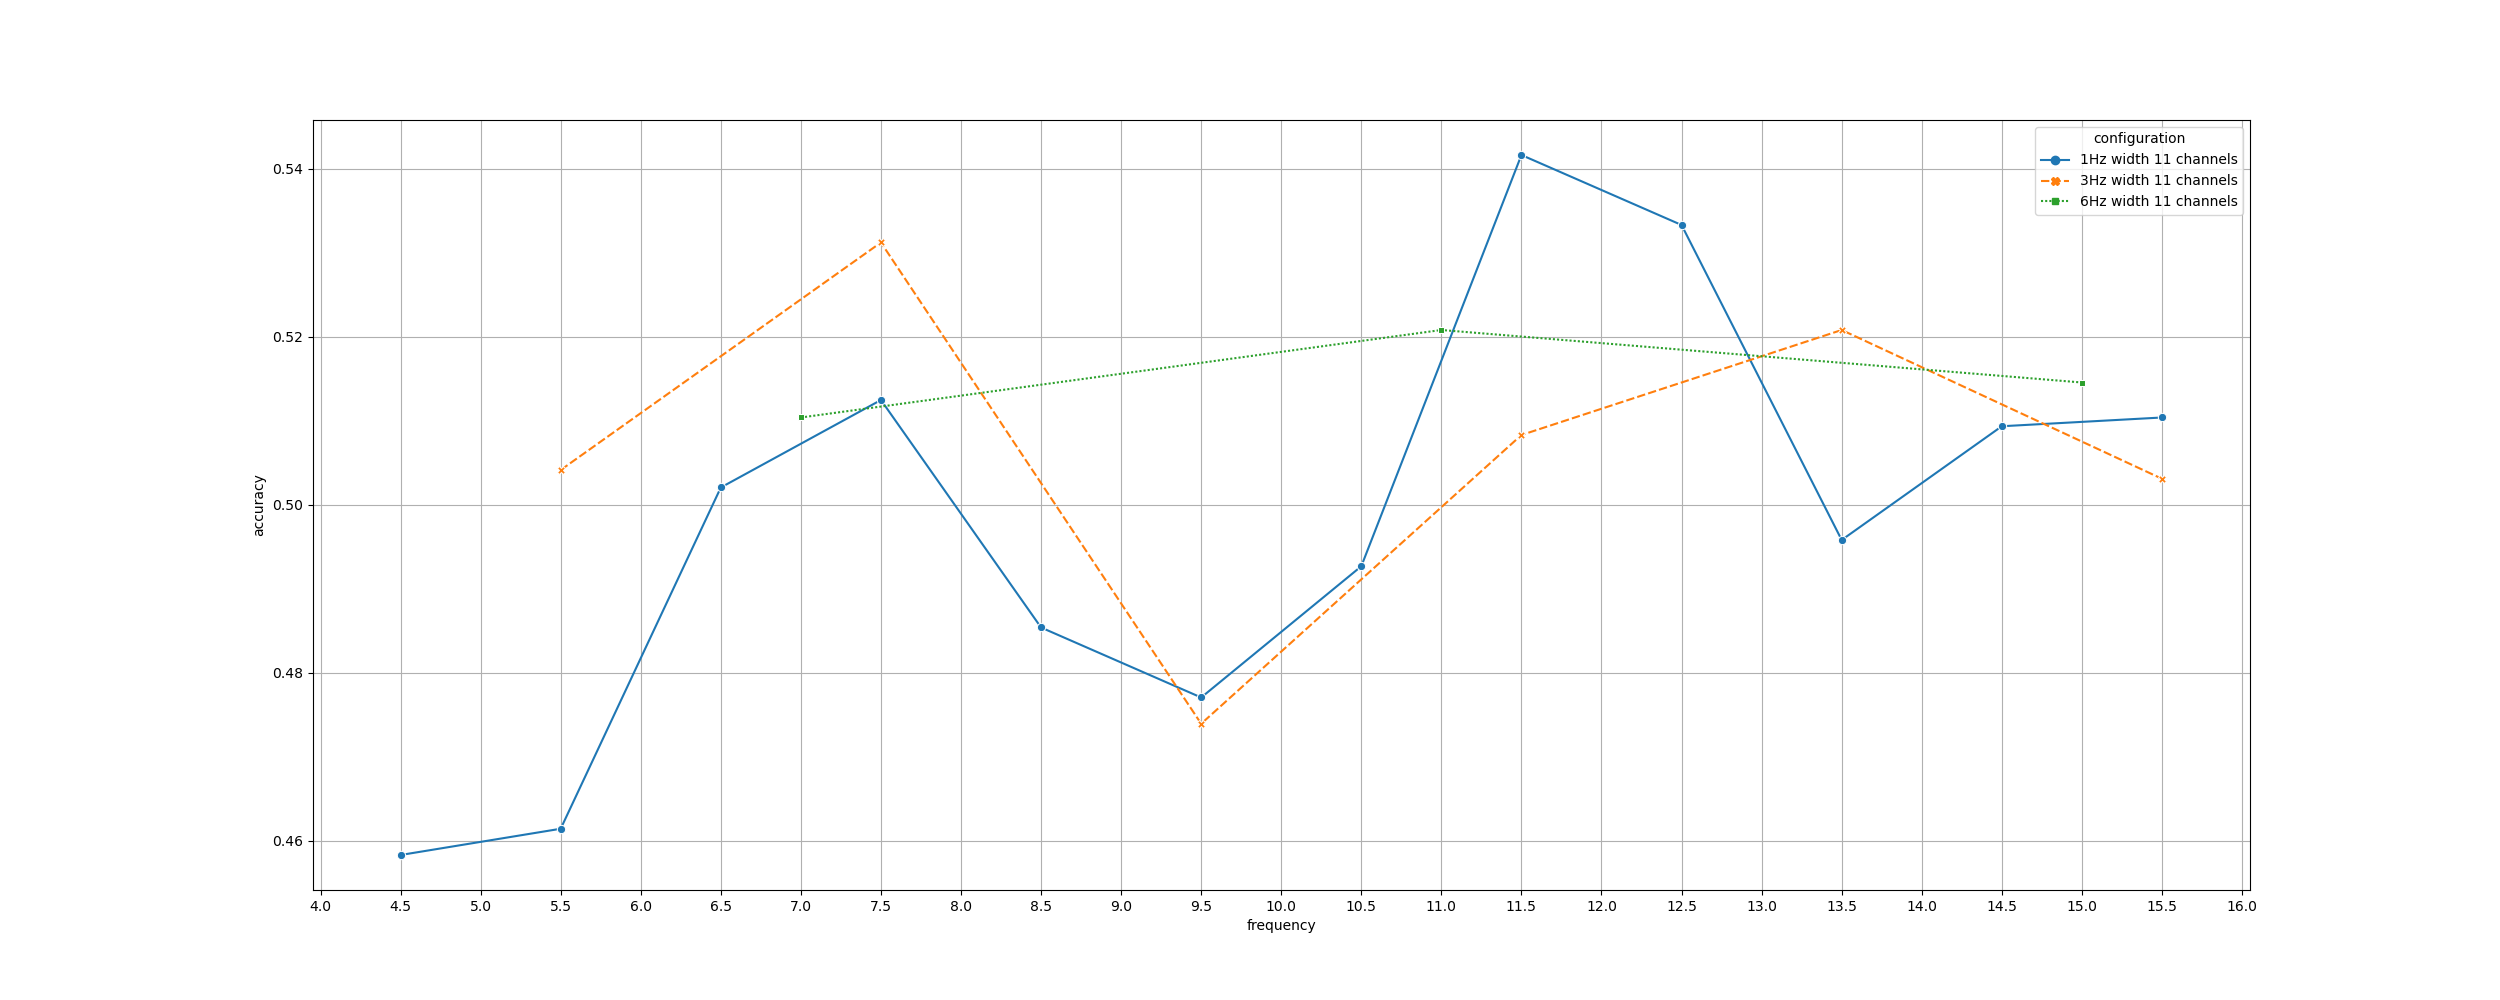 configuration
1Hz width 11 channels
3Hz width 11 channels
6Hz width 11 channels
0.54
0.52
0.50
0.48
0.46
accuracy
4.0 4.5 5.0 5.5 6.0 6.5 7.0 7.5 8.0 8.5 9.0 9.5 10.0 10.5 11.0 11.5 12.0 12.5 13.0 13.5 14.0 14.5 15.0 15.5 16.0
frequency